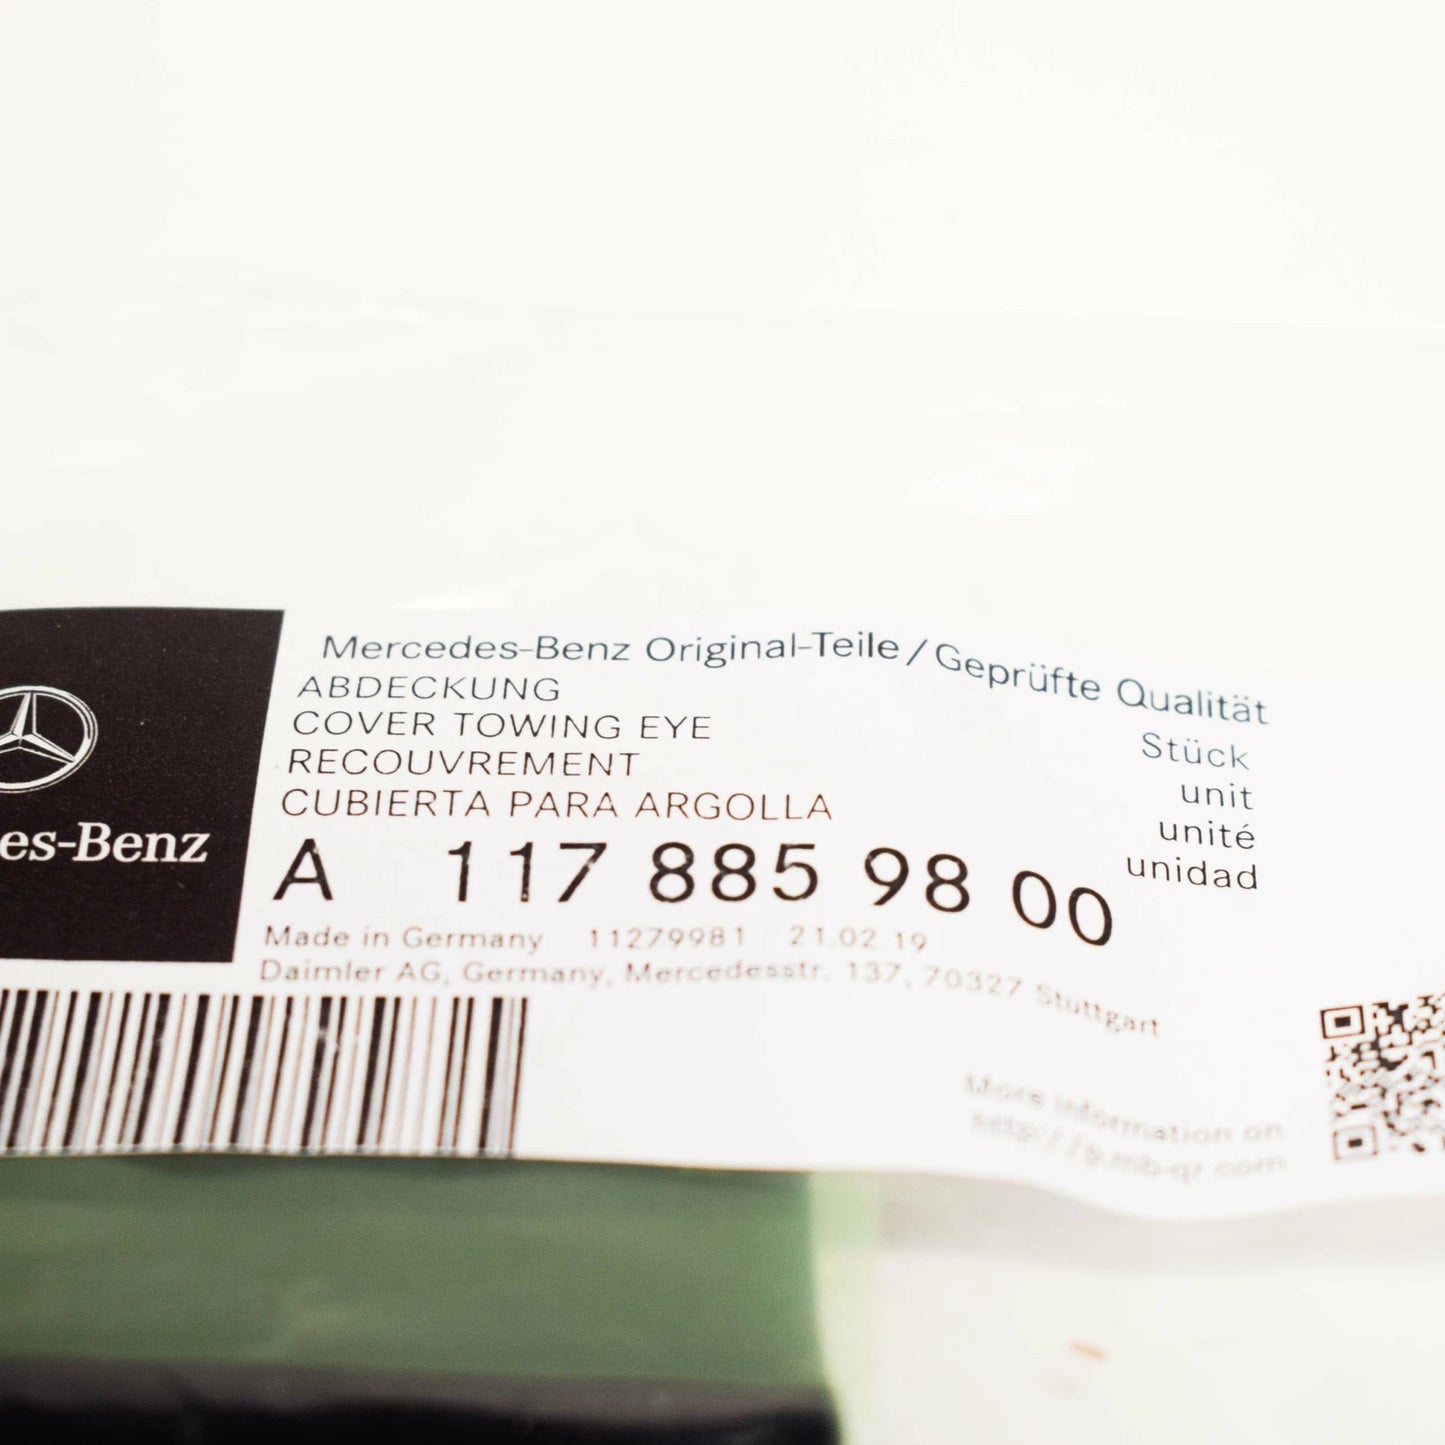 Mercedes-Benz Original-Teile/Geprüfte Qualität
ABDECKUNG
COVER TOWING EYE
RECOUVREMENT
CUBIERTA PARA ARGOLLA
Stück
unit
unité
unidad
es-Benz
A 117 885 98 00
Made in Germany 11279981 21.02.19
Daimler AG, Germany, Mercedesstr. 137, 70327 Stuttgart
More information on
http://p.mb-qr.com